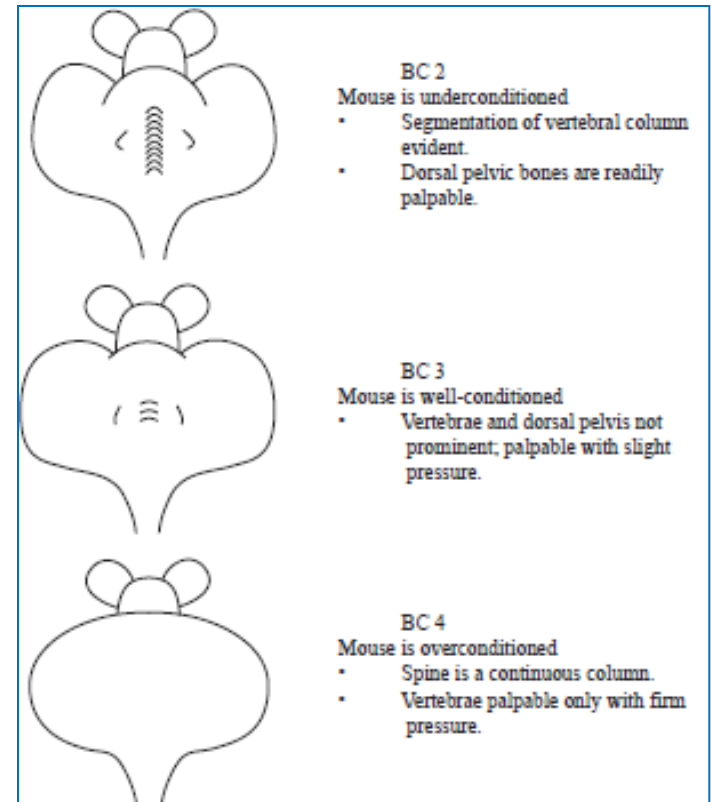 BC 2
Mouse is underconditioned
▪ Segmentation of vertebral column
evident.
▪ Dorsal pelvic bones are readily
palpable.
BC 3
Mouse is well-conditioned
▪ Vertebrae and dorsal pelvis not
prominent; palpable with slight
pressure.
BC 4
Mouse is overconditioned
▪ Spine is a continuous column.
▪ Vertebrae palpable only with firm
pressure.